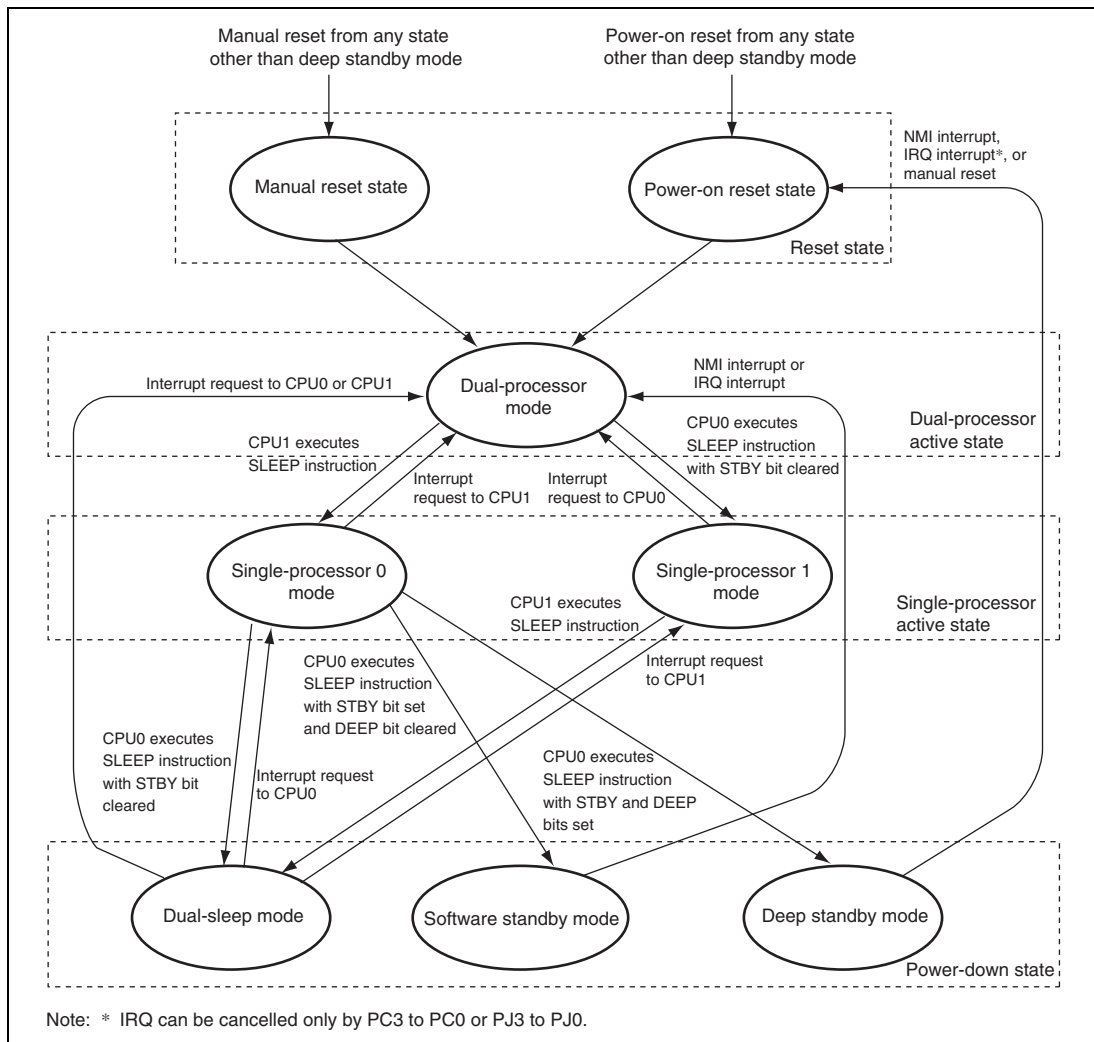 Manual reset from any state
other than deep standby mode
Power-on reset from any state
other than deep standby mode
NMI interrupt,
IRQ interrupt*, or
manual reset
Manual reset state
Power-on reset state
Reset state
Interrupt request to CPU0 or CPU1
Dual-processor
mode
NMI interrupt or
IRQ interrupt
Dual-processor
active state
CPU1 executes
SLEEP instruction
CPU0 executes
SLEEP instruction
with STBY bit cleared
Interrupt
request to CPU1
Interrupt
request to CPU0
Single-processor 0
mode
Single-processor 1
mode
Single-processor
active state
CPU1 executes
SLEEP instruction
Interrupt request
to CPU1
CPU0 executes
SLEEP instruction
with STBY bit set
and DEEP bit cleared
CPU0 executes
SLEEP instruction
with STBY bit
cleared
Interrupt request
to CPU0
CPU0 executes
SLEEP instruction
with STBY and DEEP
bits set
Dual-sleep mode
Software standby mode
Deep standby mode
Power-down state
Note: * IRQ can be cancelled only by PC3 to PC0 or PJ3 to PJ0.